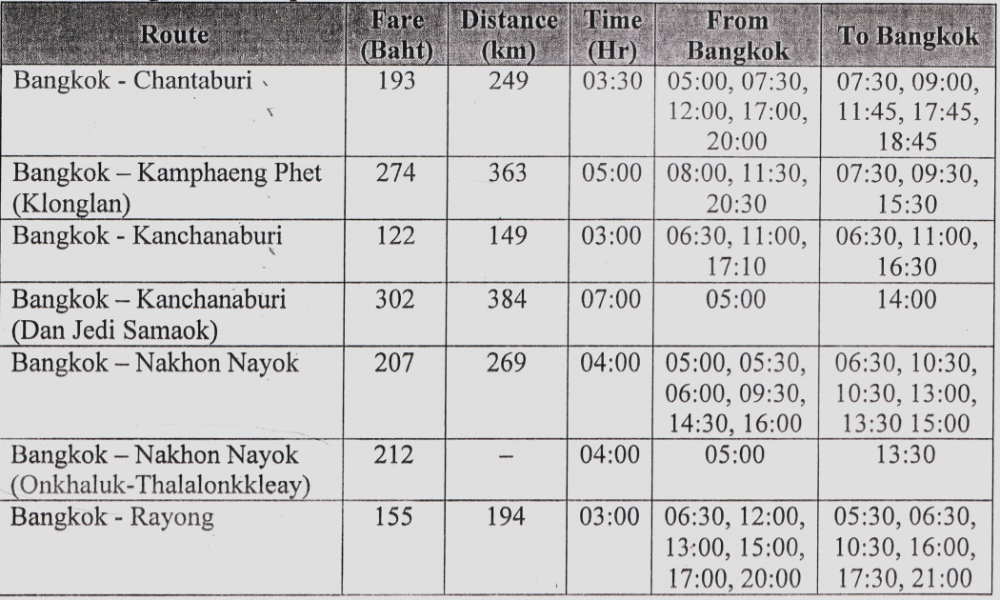 Route Fare (Baht) Distance (km) Time (Hr) From Bangkok To Bangkok
Bangkok - Chantaburi 193 249 03:30 05:00, 07:30, 07:30, 09:00,
12:00, 17:00, 11:45, 17:45,
20:00 18:45
Bangkok – Kamphaeng Phet 274 363 05:00 08:00, 11:30, 07:30, 09:30,
(Klonglan) 20:30 15:30
Bangkok - Kanchanaburi 122 149 03:00 06:30, 11:00, 06:30, 11:00,
17:10 16:30
Bangkok – Kanchanaburi 302 384 07:00 05:00 14:00
(Dan Jedi Samaok)
Bangkok – Nakhon Nayok 207 269 04:00 05:00, 05:30, 06:30, 10:30,
06:00, 09:30, 10:30, 13:00,
14:30, 16:00 13:30 15:00
Bangkok – Nakhon Nayok 212 – 04:00 05:00 13:30
(Onkhaluk-Thalalonkkleay)
Bangkok - Rayong 155 194 03:00 06:30, 12:00, 05:30, 06:30,
13:00, 15:00, 10:30, 16:00,
17:00, 20:00 17:30, 21:00